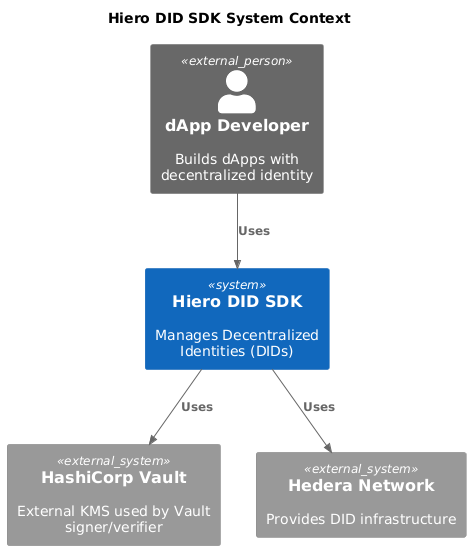 Hiero DID SDK System Context
«external_person»
dApp Developer
Builds dApps with
decentralized identity
Uses
«system»
Hiero DID SDK
Manages Decentralized
Identities (DIDs)
Uses
Uses
«external_system»
HashiCorp Vault
External KMS used by Vault
signer/verifier
«external_system»
Hedera Network
Provides DID infrastructure